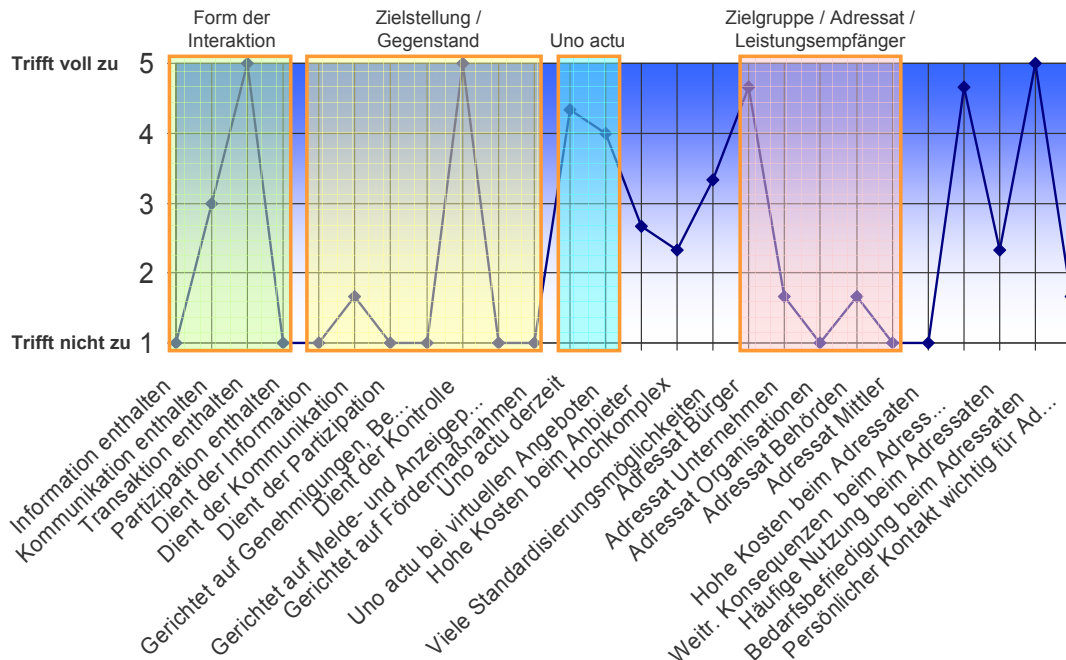 Form der
Interaktion
Zielstellung /
Gegenstand
Uno actu
Zielgruppe / Adressat /
Leistungsempfänger
Trifft voll zu
5
4
3
2
Trifft nicht zu
1
Information enthalten
Kommunikation enthalten
Transaktion enthalten
Partizipation enthalten
Dient der Information
Dient der Kommunikation
Dient der Partizipation
Gerichtet auf Genehmigungen, Be...
Dient der Kontrolle
Gerichtet auf Melde- und Anzeigep...
Gerichtet auf Fördermaßnahmen
Uno actu derzeit
Uno actu bei virtuellen Angeboten
Hohe Kosten beim Anbieter
Hochkomplex
Viele Standardisierungsmöglichkeiten
Adressat Bürger
Adressat Unternehmen
Adressat Organisationen
Adressat Behörden
Adressat Mittler
Hohe Kosten beim Adressaten
Weitr. Konsequenzen beim Adress...
Häufige Nutzung beim Adressaten
Bedarfsbefriedigung beim Adressaten
Persönlicher Kontakt wichtig für Ad...